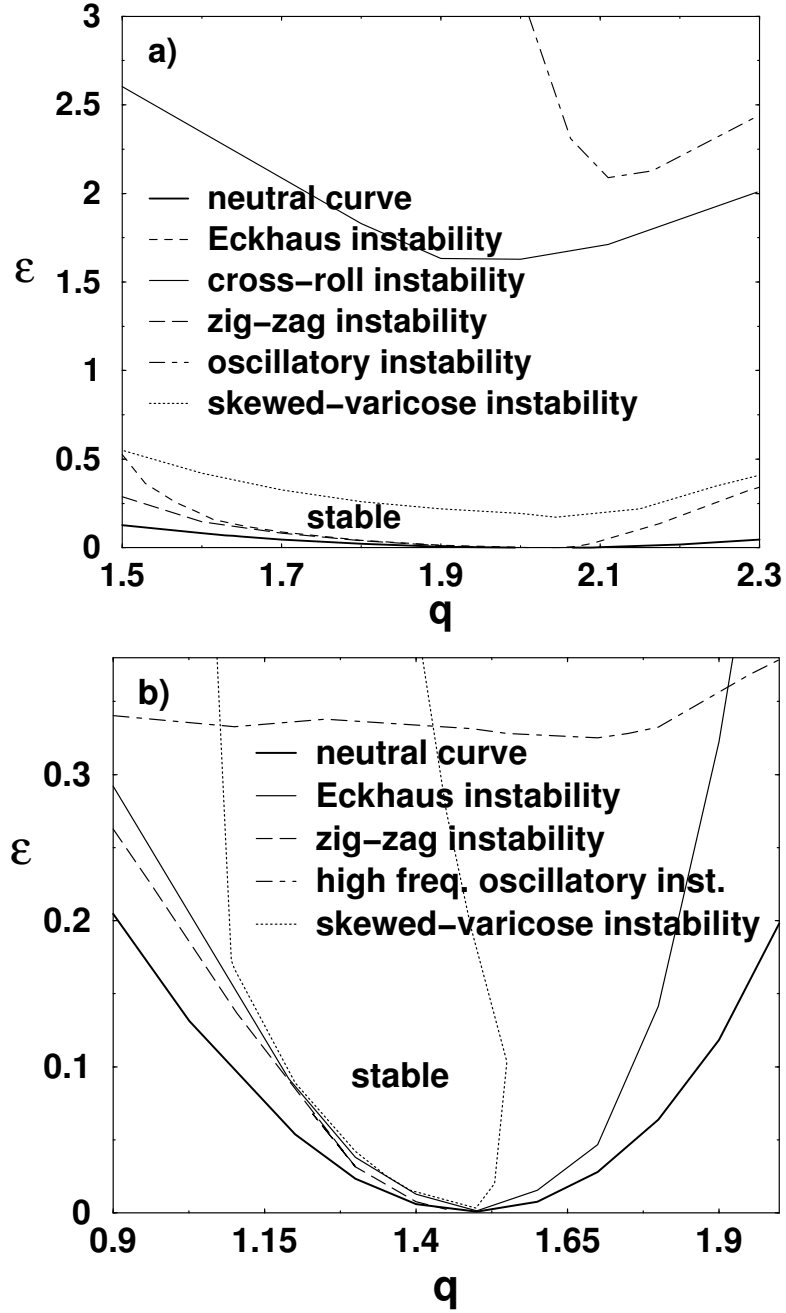 3
a)
2.5
2
neutral curve
Eckhaus instability
ε
1.5
cross−roll instability
zig−zag instability
1
oscillatory instability
skewed−varicose instability
0.5
stable
0
1.5 1.7 1.9 2.1 2.3
q
b)
0.3
neutral curve
Eckhaus instability
ε
zig−zag instability
high freq. oscillatory inst.
0.2
skewed−varicose instability
0.1
stable
0
0.9 1.15 1.4 1.65 1.9
q